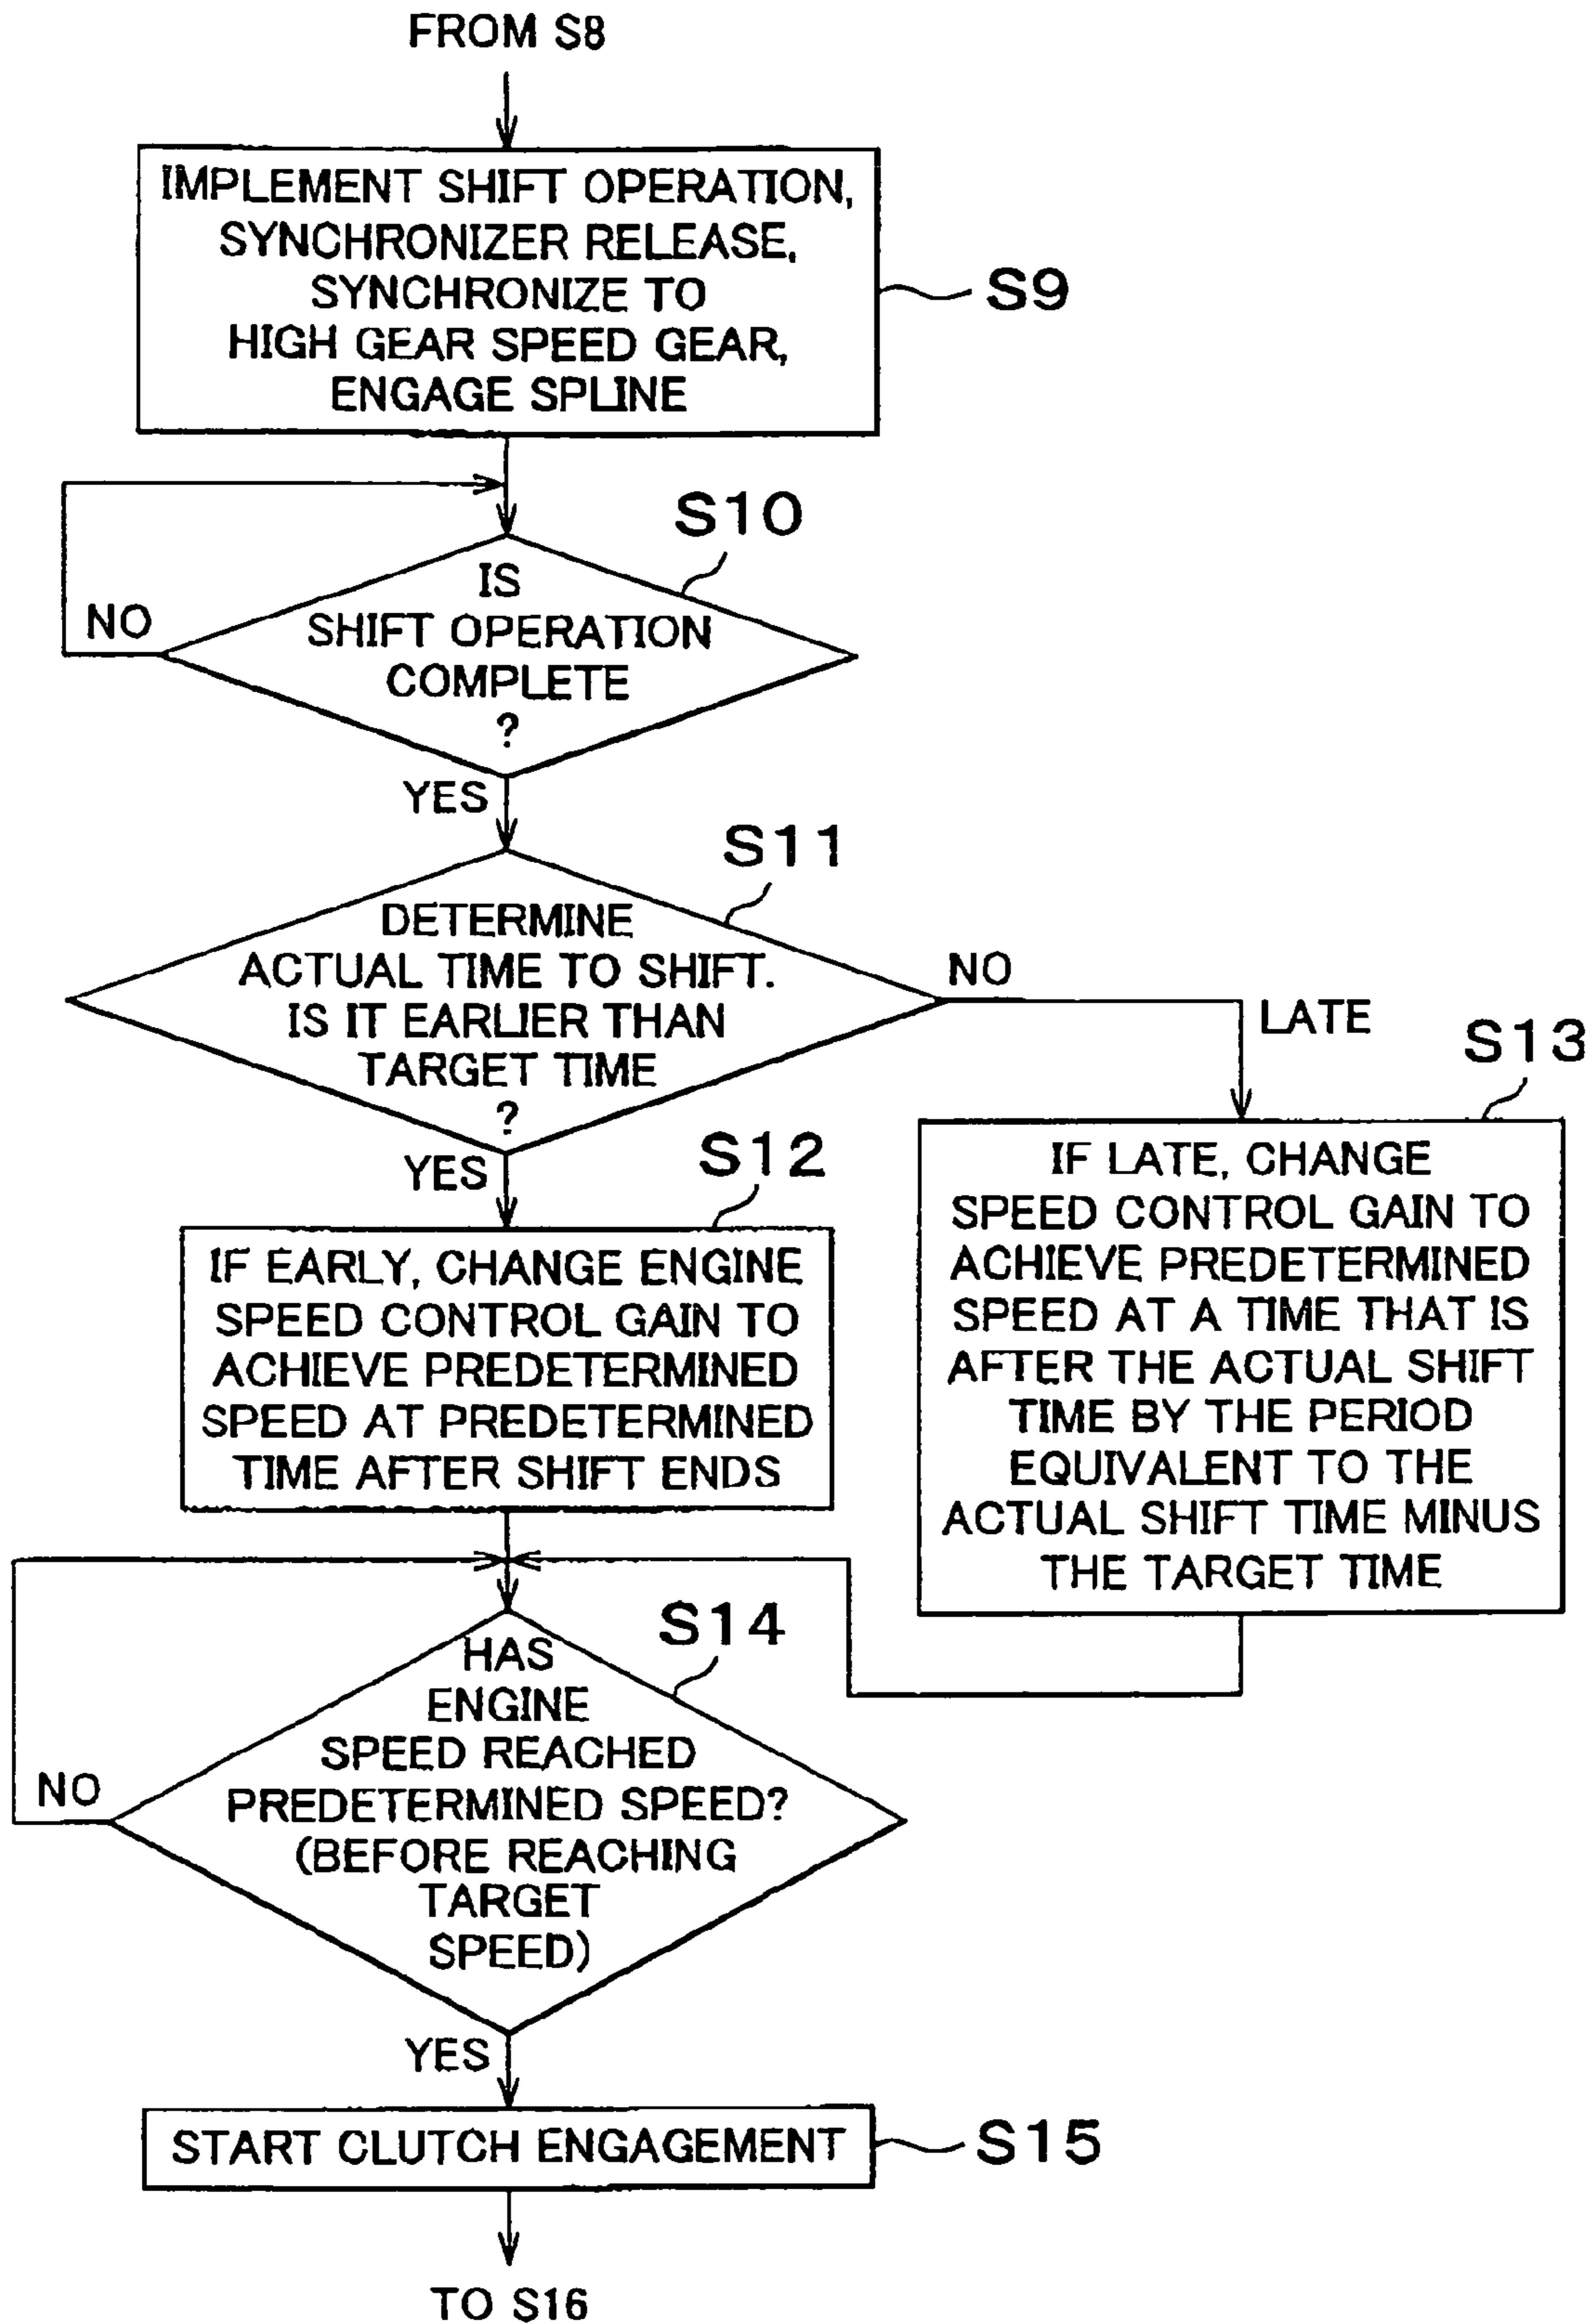 FROM S8
IMPLEMENT SHIFT OPERATION,
SYNCHRONIZER RELEASE,
SYNCHRONIZE TO
HIGH GEAR SPEED GEAR,
ENGAGE SPLINE
S9
S10
IS
SHIFT OPERATION
COMPLETE
?
NO
YES
S11
DETERMINE
ACTUAL TIME TO SHIFT.
IS IT EARLIER THAN
TARGET TIME
?
NO
LATE
YES
S12
IF EARLY, CHANGE ENGINE
SPEED CONTROL GAIN TO
ACHIEVE PREDETERMINED
SPEED AT PREDETERMINED
TIME AFTER SHIFT ENDS
S13
IF LATE, CHANGE
SPEED CONTROL GAIN TO
ACHIEVE PREDETERMINED
SPEED AT A TIME THAT IS
AFTER THE ACTUAL SHIFT
TIME BY THE PERIOD
EQUIVALENT TO THE
ACTUAL SHIFT TIME MINUS
THE TARGET TIME
S14
HAS
ENGINE
SPEED REACHED
PREDETERMINED SPEED?
(BEFORE REACHING
TARGET
SPEED)
NO
YES
START CLUTCH ENGAGEMENT
S15
TO S16